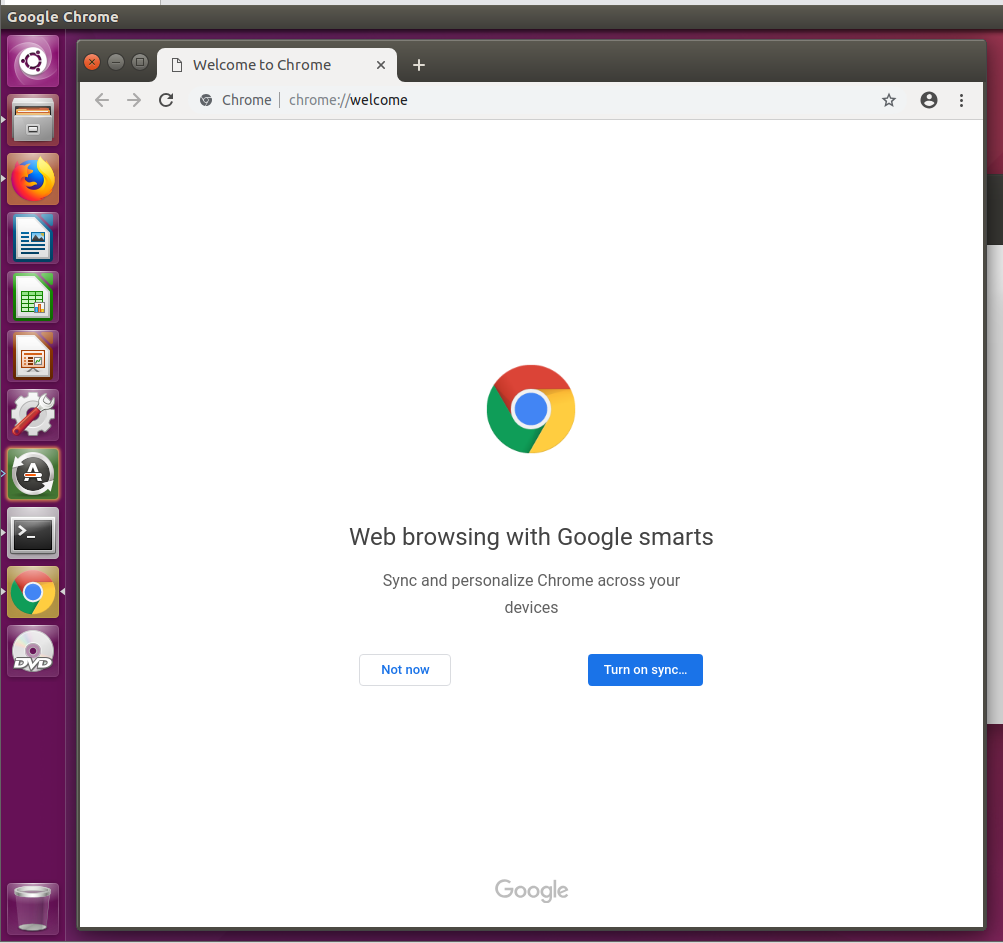 Google Chrome
Welcome to Chrome
Chrome | chrome://welcome
Web browsing with Google smarts
Sync and personalize Chrome across your
devices
Not now
Turn on sync...
DVD
Google